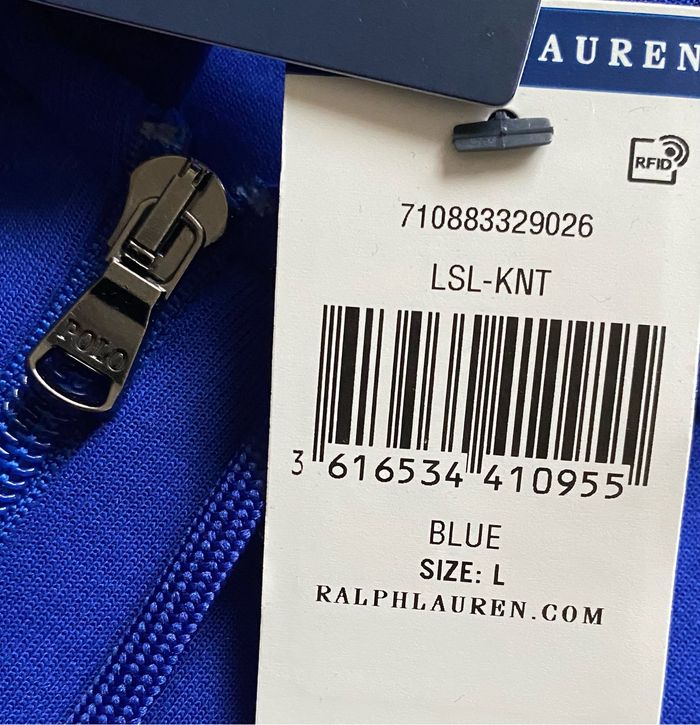 AUREN
RFID
710883329026
LSL-KNT
POLO
3 616534 410955
BLUE
SIZE: L
RALPHLAUREN.COM